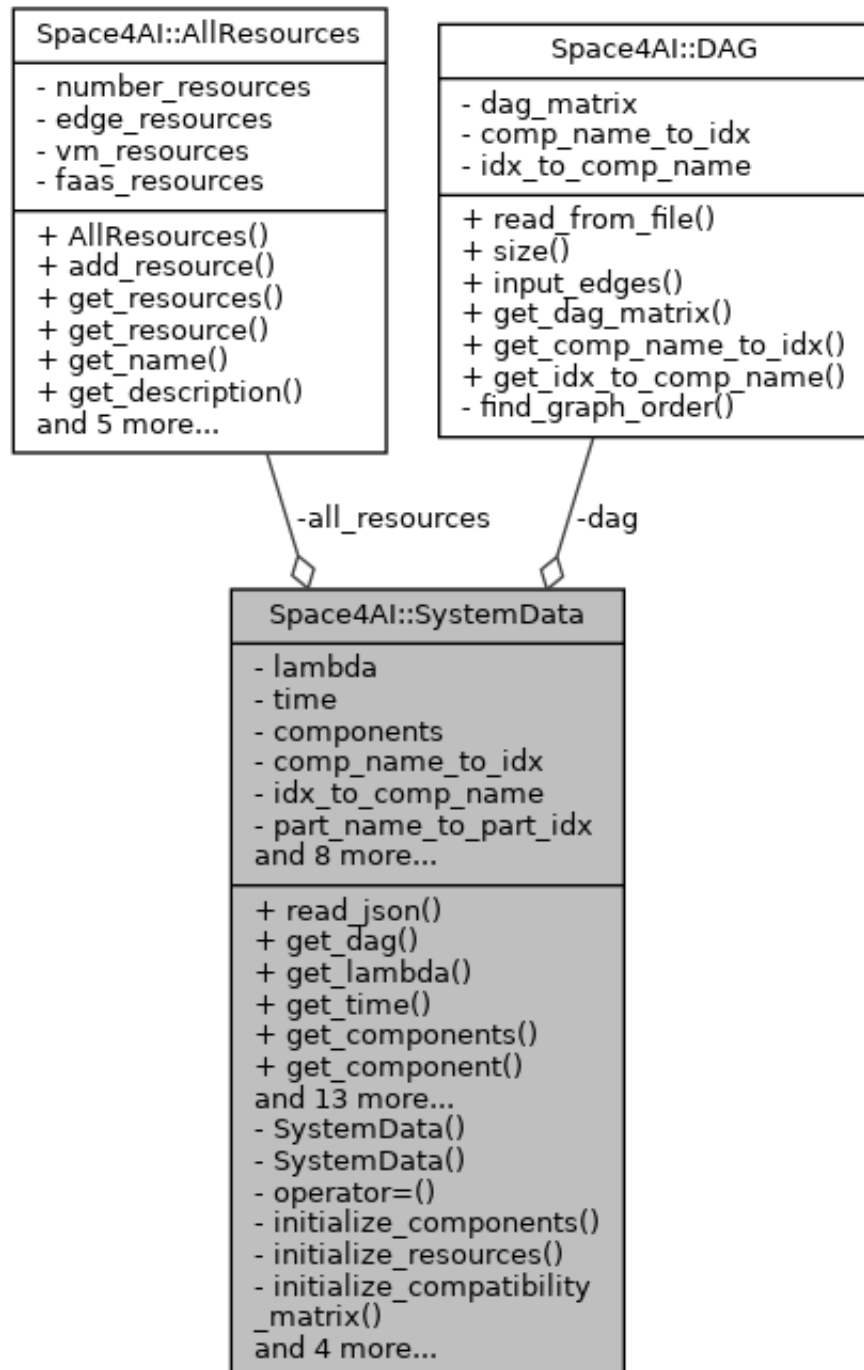 Space4AI::AllResources
- number_resources
- edge_resources
- vm_resources
- faas_resources
+ AllResources()
+ add_resource()
+ get_resources()
+ get_resource()
+ get_name()
+ get_description()
and 5 more...
Space4AI::DAG
- dag_matrix
- comp_name_to_idx
- idx_to_comp_name
+ read_from_file()
+ size()
+ input_edges()
+ get_dag_matrix()
+ get_comp_name_to_idx()
+ get_idx_to_comp_name()
- find_graph_order()
-all_resources
-dag
Space4AI::SystemData
- lambda
- time
- components
- comp_name_to_idx
- idx_to_comp_name
- part_name_to_part_idx
and 8 more...
+ read_json()
+ get_dag()
+ get_lambda()
+ get_time()
+ get_components()
+ get_component()
and 13 more...
- SystemData()
- SystemData()
- operator=()
- initialize_components()
- initialize_resources()
- initialize_compatibility
_matrix()
and 4 more...